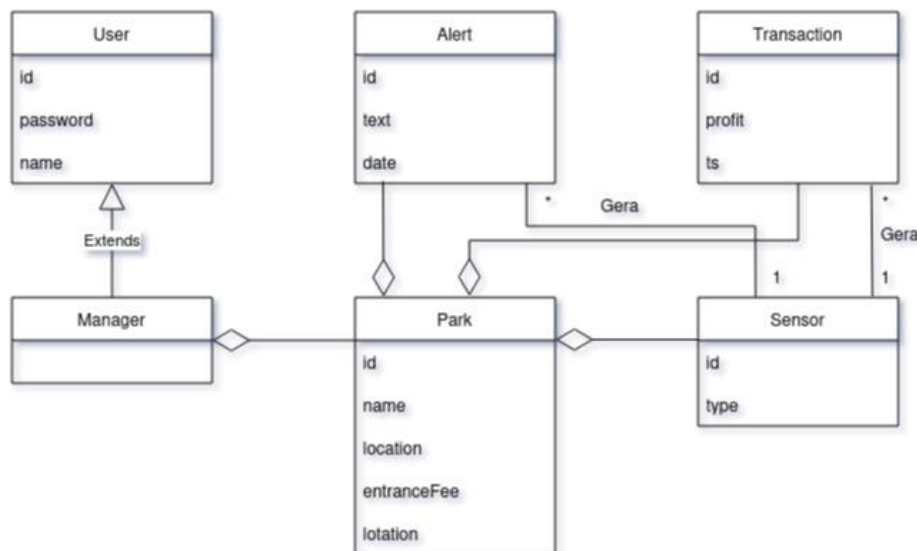 User
id
password
name
Extends
Manager
Alert
id
text
date
Transaction
id
profit
ts
*
Gera
1
*
Gera
1
Park
id
name
location
entranceFee
lotation
Sensor
id
type